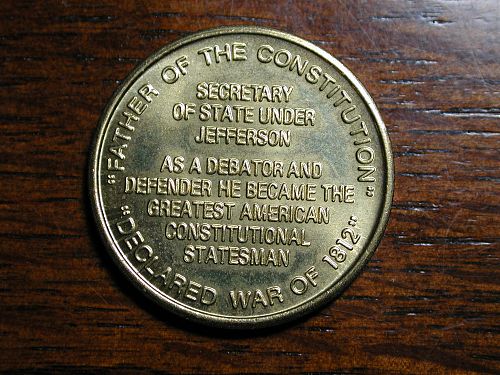 "FATHER OF THE CONSTITUTION"
SECRETARY
OF STATE UNDER
JEFFERSON
AS A DEBATOR AND
DEFENDER HE BECAME THE
GREATEST AMERICAN
CONSTITUTIONAL
STATESMAN
"DECLARED WAR OF 1812"